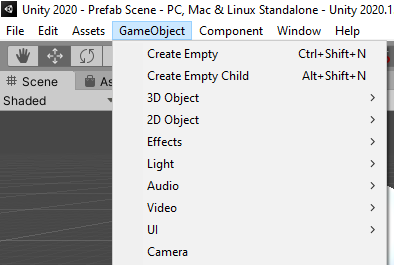 Unity 2020 - Prefab Scene - PC, Mac & Linux Standalone - Unity 2020.1
File Edit Assets GameObject Component Window Help
Create Empty Ctrl+Shift+N
Scene Create Empty Child Alt+Shift+N
Shaded 3D Object
2D Object
Effects
Light
Audio
Video
UI
Camera